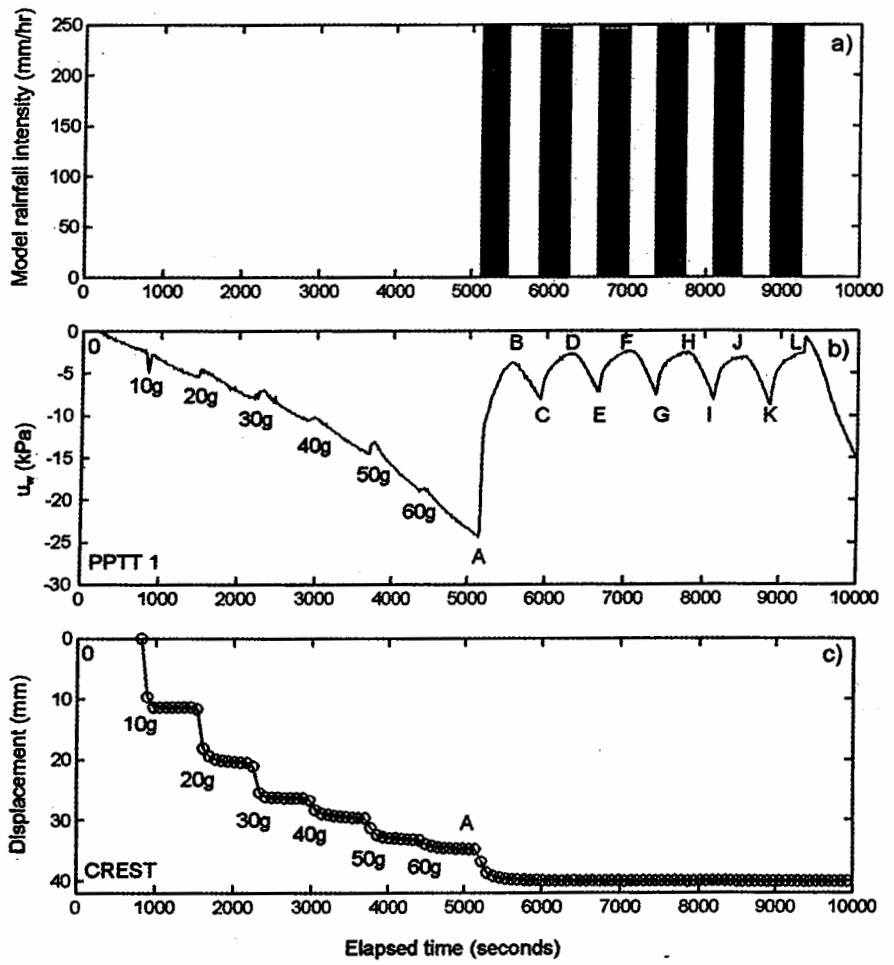 Model rainfall intensity (mm/hr)
250
200
150
100
50
0
a)
0 1000 2000 3000 4000 5000 6000 7000 8000 9000 10000
u_w (kPa)
0
-5
-10
-15
-20
-25
-30
0
10g
20g
30g
40g
50g
60g
A
B
C
D
E
F
G
H
I
J
K
L
b)
PPTT 1
0 1000 2000 3000 4000 5000 6000 7000 8000 9000 10000
Displacement (mm)
0
10
20
30
40
0
10g
20g
30g
40g
50g
60g
A
c)
CREST
0 1000 2000 3000 4000 5000 6000 7000 8000 9000 10000
Elapsed time (seconds)